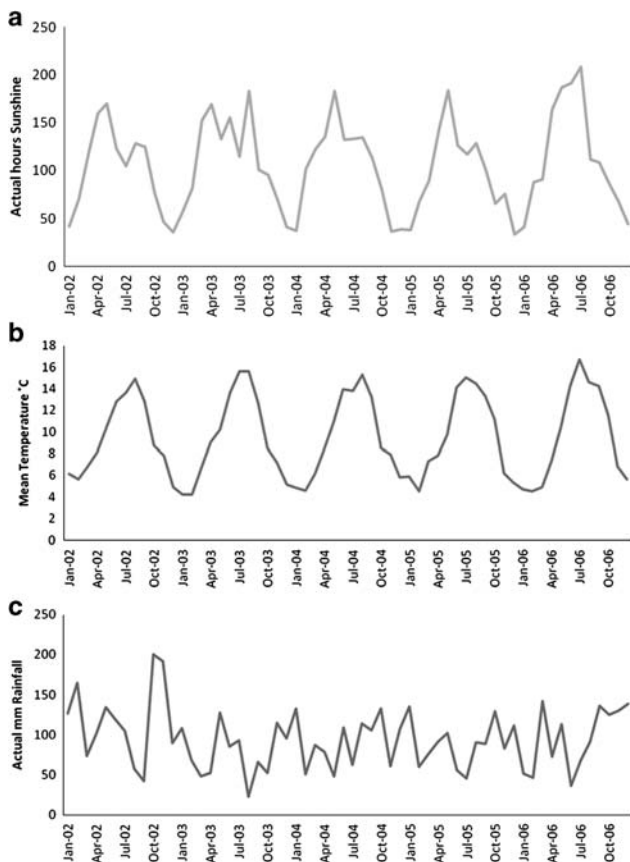 a
250
200
150
100
50
0
Actual hours Sunshine
Jan-02
Apr-02
Jul-02
Oct-02
Jan-03
Apr-03
Jul-03
Oct-03
Jan-04
Apr-04
Jul-04
Oct-04
Jan-05
Apr-05
Jul-05
Oct-05
Jan-06
Apr-06
Jul-06
Oct-06
b
18
16
14
12
10
8
6
4
2
0
Mean Temperature °C
Jan-02
Apr-02
Jul-02
Oct-02
Jan-03
Apr-03
Jul-03
Oct-03
Jan-04
Apr-04
Jul-04
Oct-04
Jan-05
Apr-05
Jul-05
Oct-05
Jan-06
Apr-06
Jul-06
Oct-06
c
250
200
150
100
50
0
Actual mm Rainfall
Jan-02
Apr-02
Jul-02
Oct-02
Jan-03
Apr-03
Jul-03
Oct-03
Jan-04
Apr-04
Jul-04
Oct-04
Jan-05
Apr-05
Jul-05
Oct-05
Jan-06
Apr-06
Jul-06
Oct-06